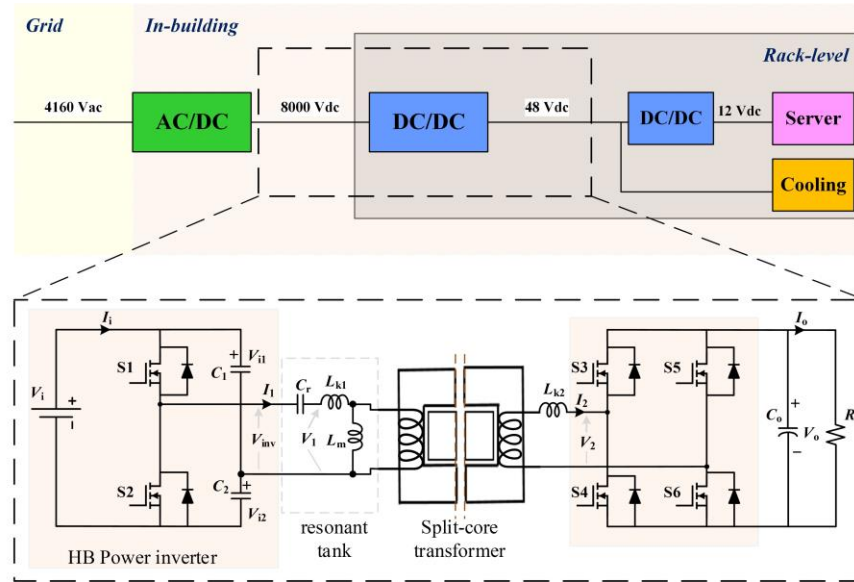 Grid
In-building
Rack-level
4160 Vac
AC/DC
8000 Vdc
DC/DC
48 Vdc
DC/DC
12 Vdc
Server
Cooling
Ii
Vi
+
−
S1
S2
+
C1
Vi1
C2
+
Vi2
I1
Vinv
Cr
Lk1
V1
Lm
Lk2
I2
V2
S3
S5
S4
S6
Io
Co
+
Vo
−
R
HB Power inverter
resonant
tank
Split-core
transformer